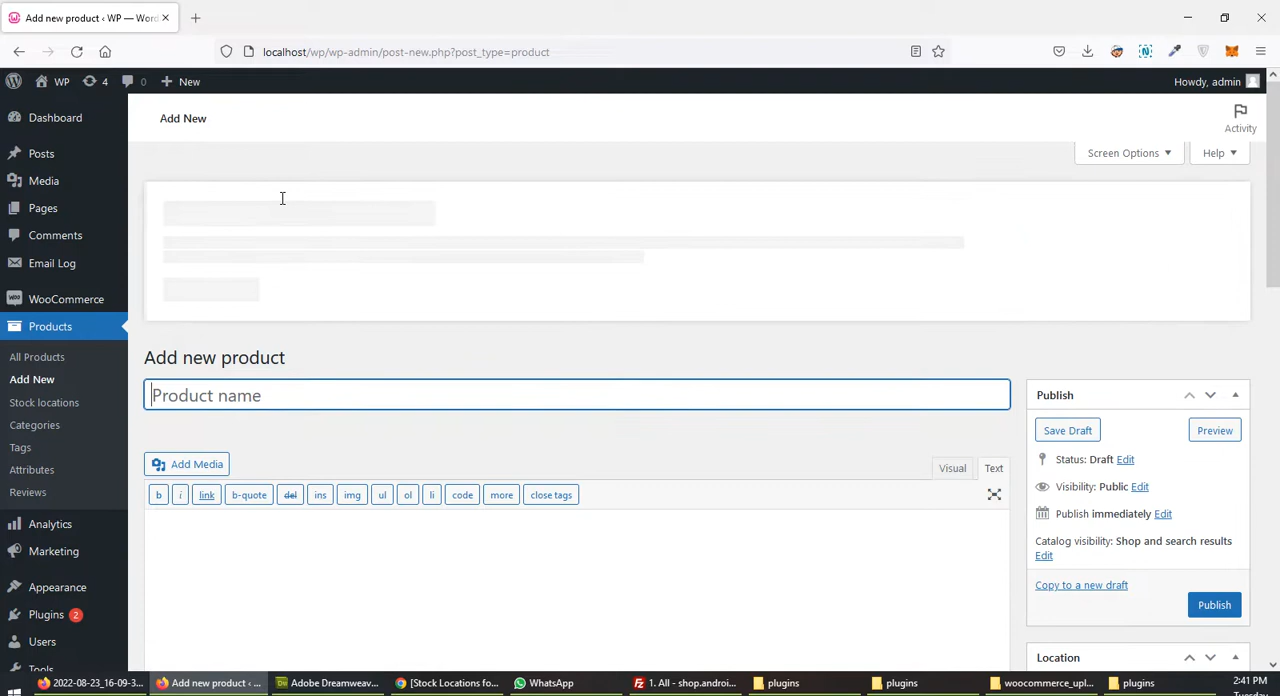 Add new product ‹ WP — Word
localhost/wp/wp-admin/post-new.php?post_type=product
WP
4
0
New
Howdy, admin
Dashboard
Posts
Media
Pages
Comments
Email Log
WooCommerce
Products
All Products
Add New
Stock locations
Categories
Tags
Attributes
Reviews
Analytics
Marketing
Appearance
Plugins 2
Users
Tools
Add New
Activity
Screen Options
Help
Add new product
Product name
Add Media
Visual
Text
b
i
link
b-quote
del
ins
img
ul
ol
li
code
more
close tags
Publish
Save Draft
Preview
Status: Draft Edit
Visibility: Public Edit
Publish immediately Edit
Catalog visibility: Shop and search results
Edit
Copy to a new draft
Publish
Location
2022-08-23_16-09-3...
Add new product ‹ ...
Adobe Dreamweav...
[Stock Locations fo...
WhatsApp
1. All - shop.androi...
plugins
plugins
woocommerce_upl...
plugins
2:41 PM
Tuesday